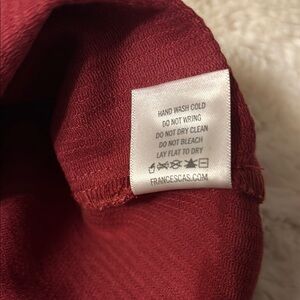 HAND WASH COLD
DO NOT WRING
DO NOT DRY CLEAN
DO NOT BLEACH
LAY FLAT TO DRY
FRANCESCAS.COM